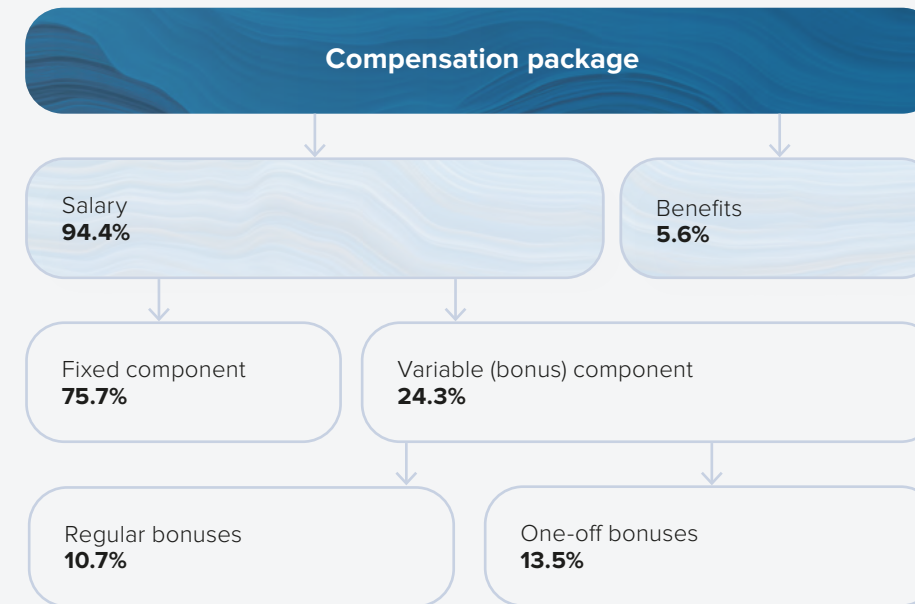 Compensation package
Salary
94.4%
Benefits
5.6%
Fixed component
75.7%
Variable (bonus) component
24.3%
Regular bonuses
10.7%
One-off bonuses
13.5%